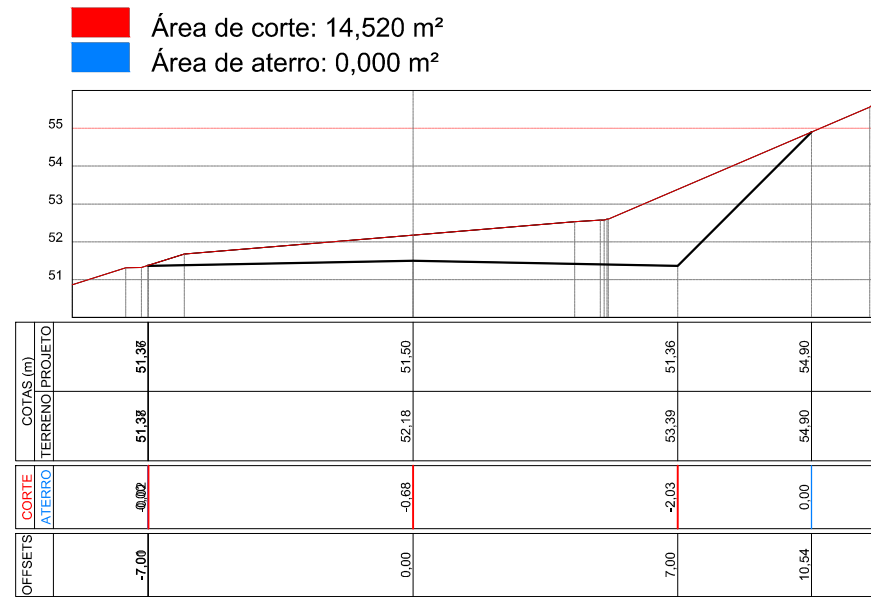 Área de corte: 14,520 m²
Área de aterro: 0,000 m²
55
54
53
52
51
COTAS (m)
PROJETO
51,50
51,36
54,90
TERRENO
52,18
53,39
54,90
CORTE
ATERRO
-0,68
-2,03
0,00
OFFSETS
0,00
7,00
10,54